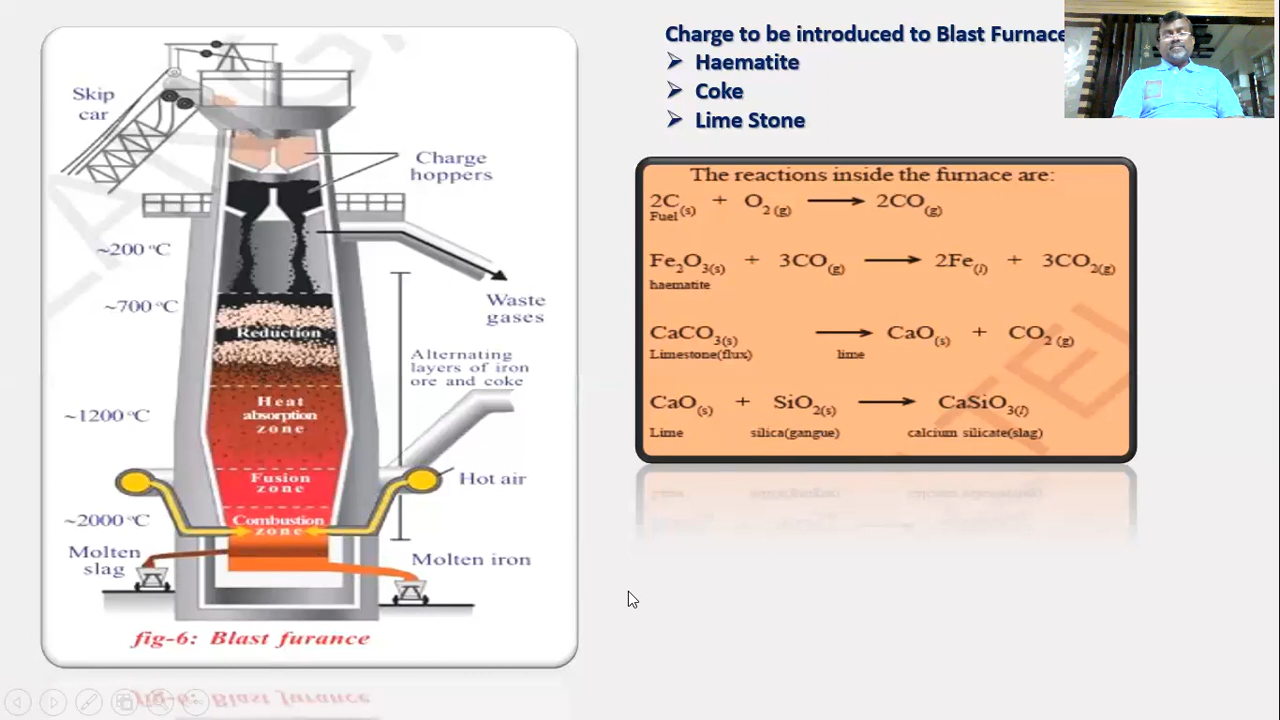 Charge to be introduced to Blast Furnace
➢ Haematite
➢ Coke
➢ Lime Stone
Skip
car
Charge
hoppers
~200 °C
~700 °C
Waste
gases
Reduction
Alternating
layers of iron
ore and coke
Heat
absorption
zone
~1200 °C
Fusion
zone
Hot air
Combustion
zone
~2000 °C
Molten
slag
Molten iron
fig-6: Blast furance
The reactions inside the furnace are:
2C(s) + O2 (g) ⟶ 2CO(g)
Fuel
Fe2O3(s) + 3CO(g) ⟶ 2Fe(l) + 3CO2(g)
haematite
CaCO3(s) ⟶ CaO(s) + CO2 (g)
Limestone(flux) lime
CaO(s) + SiO2(s) ⟶ CaSiO3(l)
Lime silica(gangue) calcium silicate(slag)